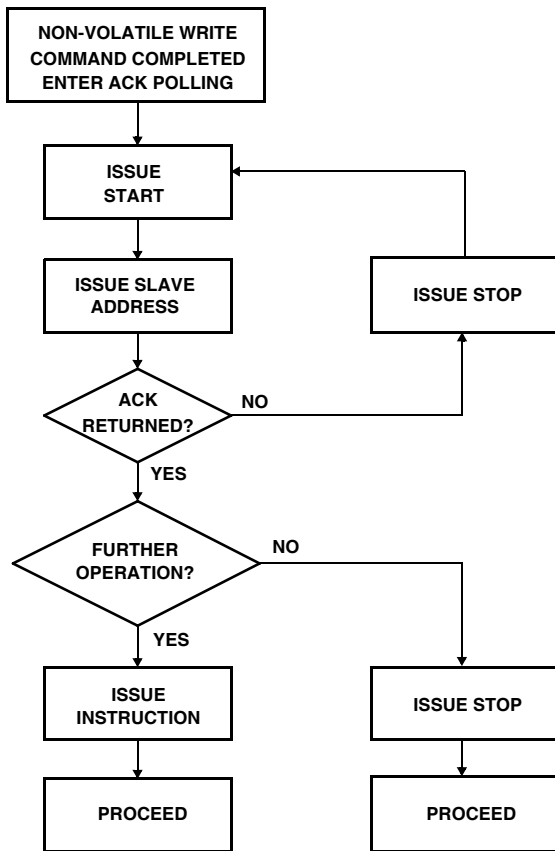 NON-VOLATILE WRITE
COMMAND COMPLETED
ENTER ACK POLLING
ISSUE
START
ISSUE SLAVE
ADDRESS
ISSUE STOP
ACK
RETURNED?
NO
YES
FURTHER
OPERATION?
NO
YES
ISSUE
INSTRUCTION
ISSUE STOP
PROCEED
PROCEED